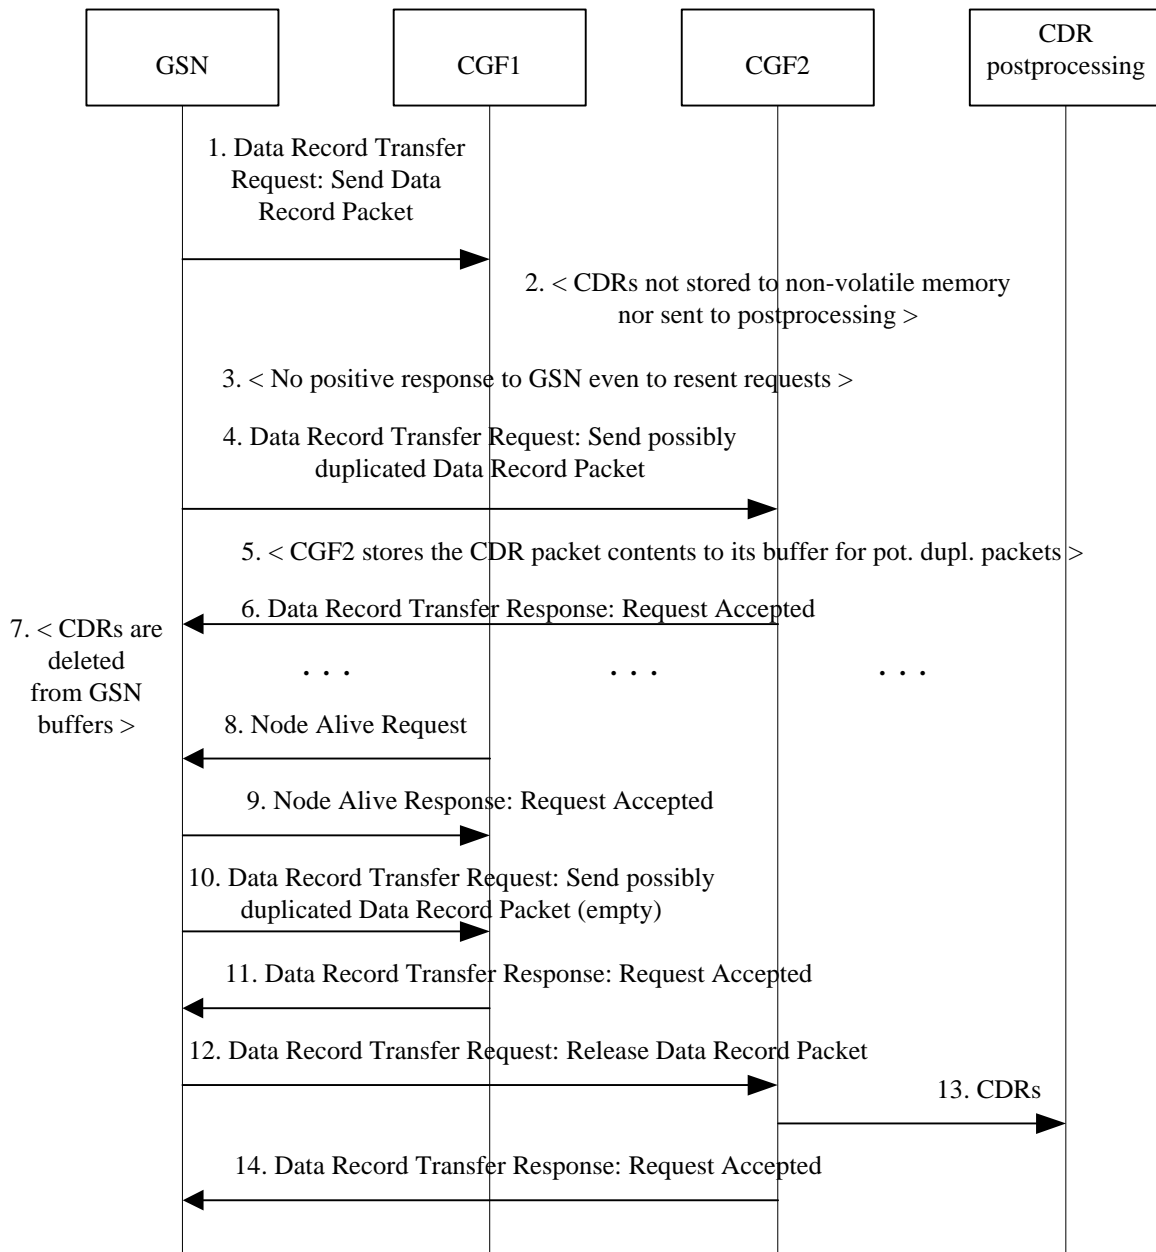 GSN
CGF1
CGF2
CDR
postprocessing
1. Data Record Transfer
Request: Send Data
Record Packet
2. < CDRs not stored to non-volatile memory
nor sent to postprocessing >
3. < No positive response to GSN even to resent requests >
4. Data Record Transfer Request: Send possibly
duplicated Data Record Packet
5. < CGF2 stores the CDR packet contents to its buffer for pot. dupl. packets >
6. Data Record Transfer Response: Request Accepted
7. < CDRs are
deleted
from GSN
buffers >
. . .
. . .
. . .
8. Node Alive Request
9. Node Alive Response: Request Accepted
10. Data Record Transfer Request: Send possibly
duplicated Data Record Packet (empty)
11. Data Record Transfer Response: Request Accepted
12. Data Record Transfer Request: Release Data Record Packet
13. CDRs
14. Data Record Transfer Response: Request Accepted